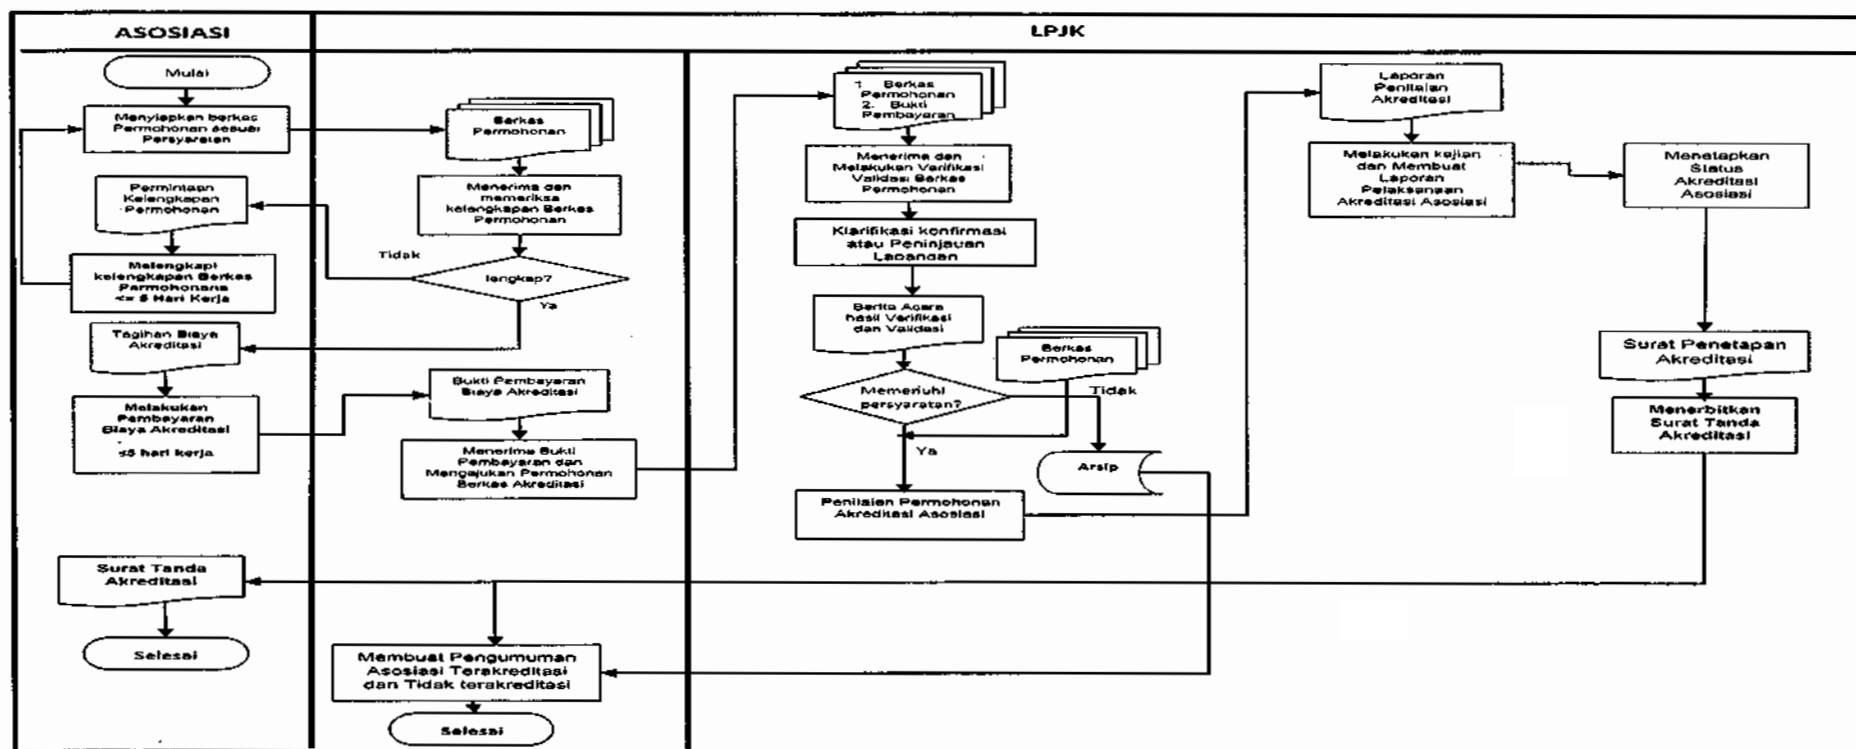 ASOSIASI
LPJK
Mulai
Menyiapkan berkas
Permohonan sesuai
Persyaratan
Permintaan
Kelengkapan
Permohonan
Melengkapi
kelengkapan Berkas
Permohonana
<= 5 Hari Kerja
Tagihan Biaya
Akreditasi
Melakukan
Pembayaran
Biaya Akreditasi
≤5 hari kerja
Surat Tanda
Akreditasi
Selesai
Berkas
Permohonan
Menerima dan
memeriksa
kelengkapan Berkas
Permohonan
Tidak
lengkap?
Ya
Bukti Pembayaran
Biaya Akreditasi
Menerima Bukti
Pembayaran dan
Mengajukan Permohonan
Berkas Akreditasi
Membuat Pengumuman
Asosiasi Terakreditasi
dan Tidak terakreditasi
Selesai
1. Berkas
Permohonan
2. Bukti
Pembayaran
Menerima dan
Melakukan Verifikasi
Validasi Berkas
Permohonan
Klarifikasi konfirmasi
atau Peninjauan
Lapangan
Berita Acara
hasil Verifikasi
dan Validasi
Berkas
Permohonan
Memenuhi
persyaratan?
Tidak
Ya
Arsip
Penilaian Permohonan
Akreditasi Asosiasi
Laporan
Penilaian
Akreditasi
Melakukan kajian
dan Membuat
Laporan
Pelaksanaan
Akreditasi Asosiasi
Menetapkan
Status
Akreditasi
Asosiasi
Surat Penetapan
Akreditasi
Menerbitkan
Surat Tanda
Akreditasi